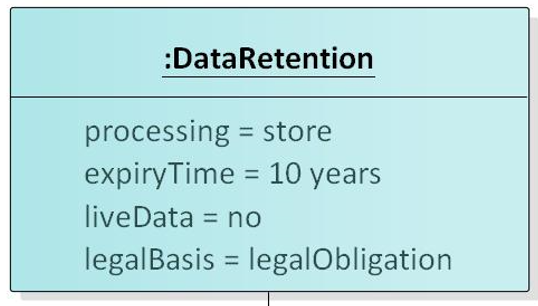 :DataRetention
processing = store
expiryTime = 10 years
liveData = no
legalBasis = legalObligation